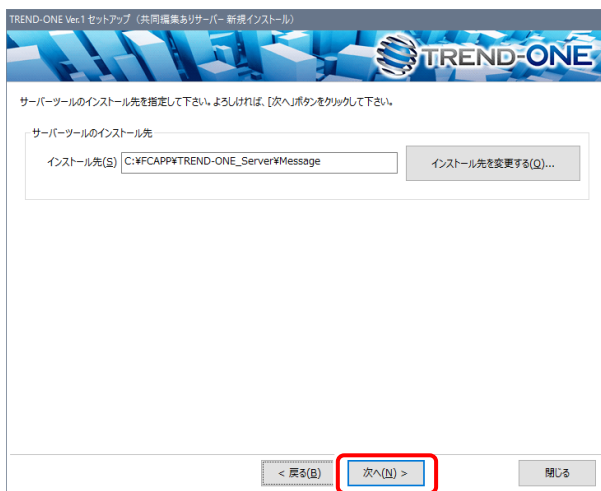 TREND-ONE Ver.1 セットアップ（共同編集ありサーバー 新規インストール）
TREND-ONE
サーバーツールのインストール先を指定して下さい。よろしければ、[次へ]ボタンをクリックして下さい。
サーバーツールのインストール先
インストール先(S) C:¥FCAPP¥TREND-ONE_Server¥Message インストール先を変更する(Q)...
< 戻る(B) 次へ(N) > 閉じる